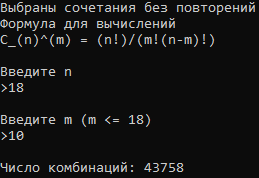 Выбраны сочетания без повторений
Формула для вычислений
C_(n)^(m) = (n!)/(m!(n-m)!)
Введите n
>18
Введите m (m <= 18)
>10
Число комбинаций: 43758